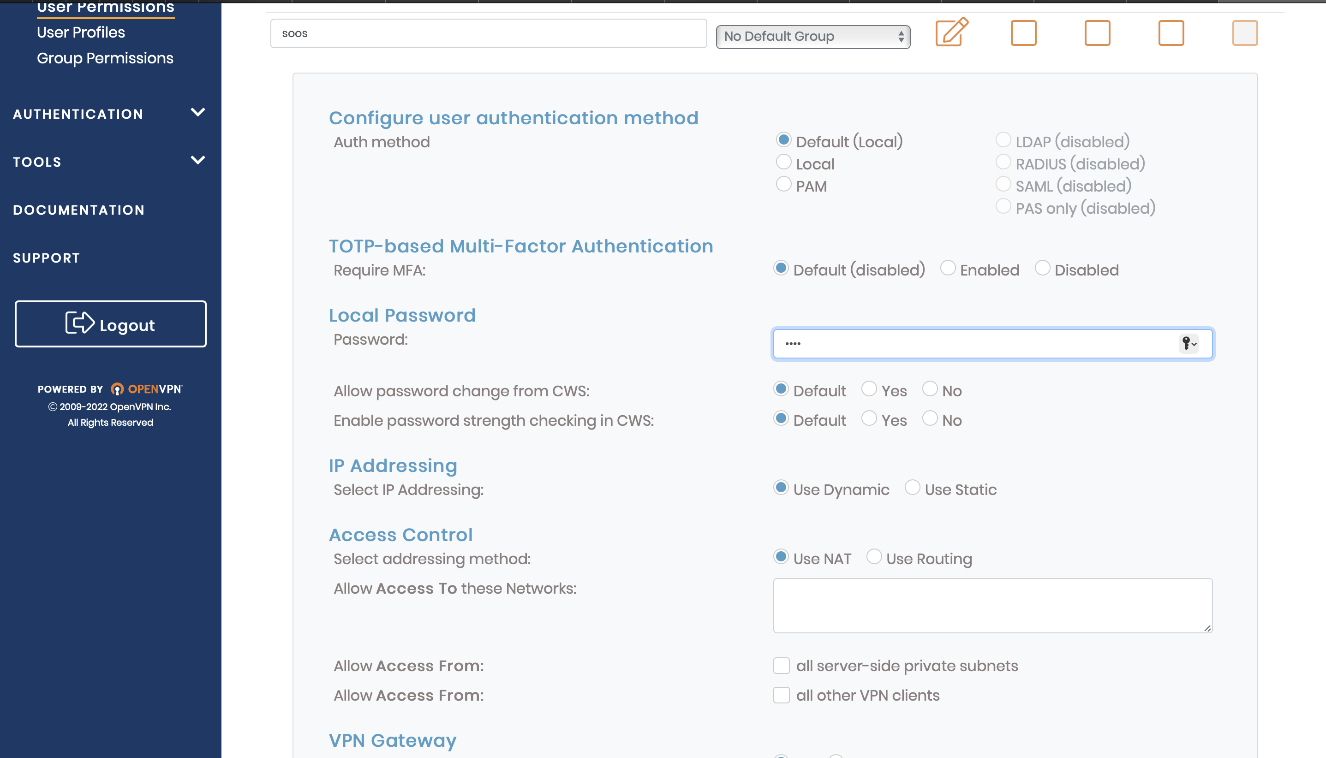 User Permissions
User Profiles
Group Permissions
AUTHENTICATION
TOOLS
DOCUMENTATION
SUPPORT
Logout
POWERED BY OPENVPN
© 2009-2022 OpenVPN Inc.
All Rights Reserved
soos
No Default Group
Configure user authentication method
Auth method
Default (Local)
Local
PAM
LDAP (disabled)
RADIUS (disabled)
SAML (disabled)
PAS only (disabled)
TOTP-based Multi-Factor Authentication
Require MFA: Default (disabled) Enabled Disabled
Local Password
Password: ••••
Allow password change from CWS: Default Yes No
Enable password strength checking in CWS: Default Yes No
IP Addressing
Select IP Addressing: Use Dynamic Use Static
Access Control
Select addressing method: Use NAT Use Routing
Allow Access To these Networks:
Allow Access From: all server-side private subnets
Allow Access From: all other VPN clients
VPN Gateway